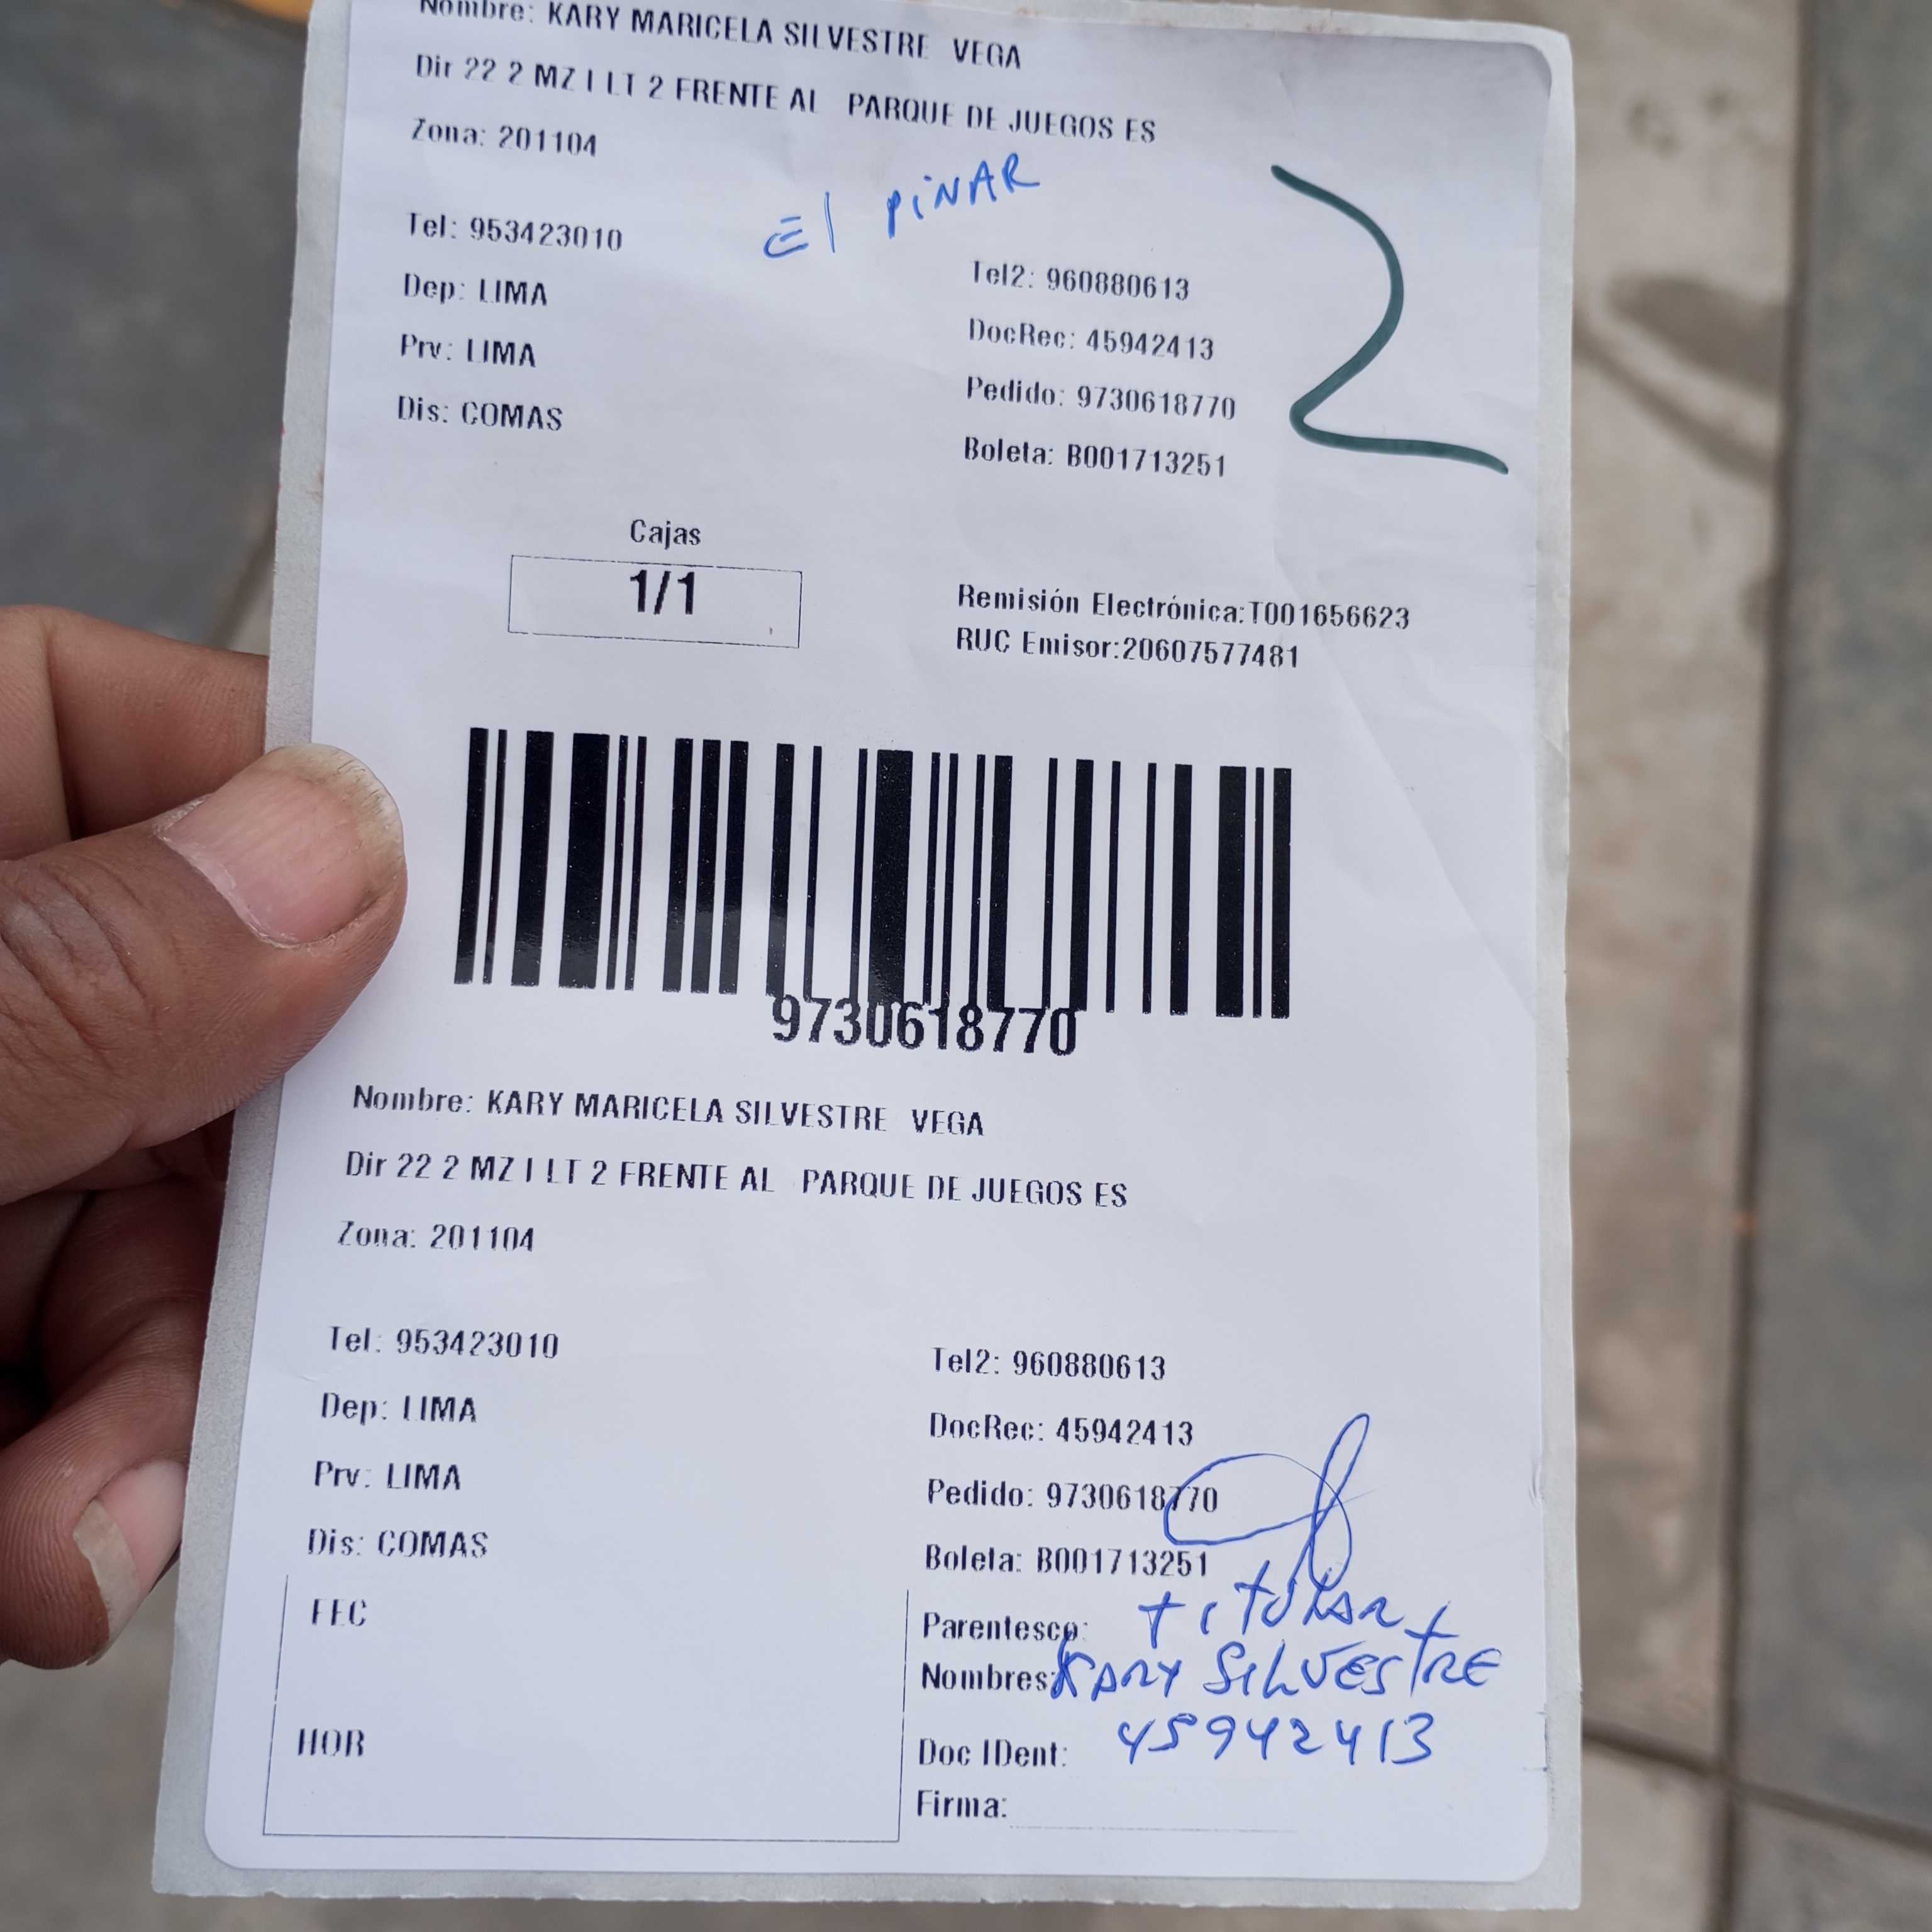 Nombre: KARY MARICELA SILVESTRE VEGA
Dir 22 2 MZ I LT 2 FRENTE AL PARQUE DE JUEGOS ES
Zona: 201104
El PiNAR
2
Tel: 953423010
Tel2: 960880613
Dep: LIMA
DocRec: 45942413
Prv: LIMA
Pedido: 9730618770
Dis: COMAS
Boleta: B001713251
Cajas
1/1
Remisión Electrónica:T001656623
RUC Emisor:20607577481
9730618770
Nombre: KARY MARICELA SILVESTRE VEGA
Dir 22 2 MZ I LT 2 FRENTE AL PARQUE DE JUEGOS ES
Zona: 201104
Tel: 953423010
Tel2: 960880613
Dep: LIMA
DocRec: 45942413
Prv: LIMA
Pedido: 9730618770
Dis: COMAS
Boleta: B001713251
FEC
Parentesco: titular
Nombres: KARY SILVESTRE
HOR
Doc IDent: 45942413
Firma: